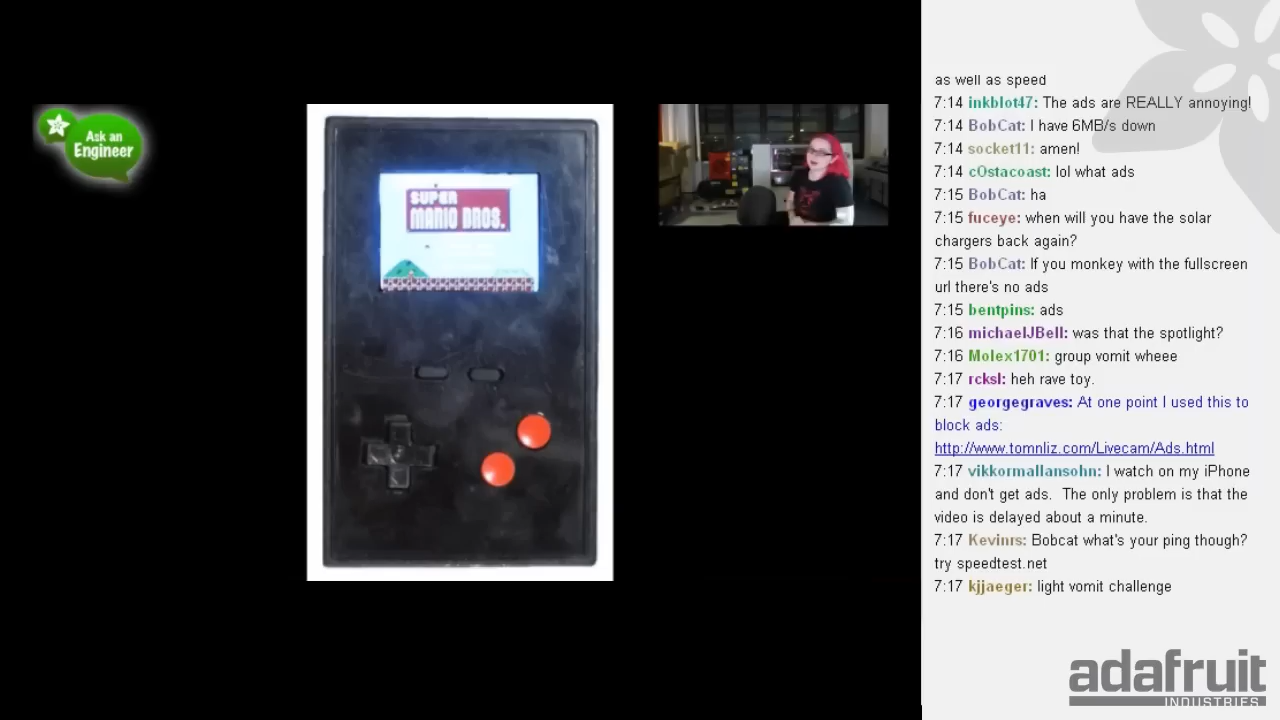 Ask an
Engineer
SUPER
MARIO BROS.
as well as speed
7:14 inkblot47: The ads are REALLY annoying!
7:14 BobCat: I have 6MB/s down
7:14 socket11: amen!
7:14 cOstacoast: lol what ads
7:15 BobCat: ha
7:15 fuceye: when will you have the solar
chargers back again?
7:15 BobCat: If you monkey with the fullscreen
url there's no ads
7:15 bentpins: ads
7:16 michaelJBell: was that the spotlight?
7:16 Molex1701: group vomit wheee
7:17 rcksl: heh rave toy.
7:17 georgegraves: At one point I used this to
block ads:
http://www.tomnliz.com/Livecam/Ads.html
7:17 vikkormallansohn: I watch on my iPhone
and don't get ads. The only problem is that the
video is delayed about a minute.
7:17 Kevinrs: Bobcat what's your ping though?
try speedtest.net
7:17 kjjaeger: light vomit challenge
adafruit
INDUSTRIES